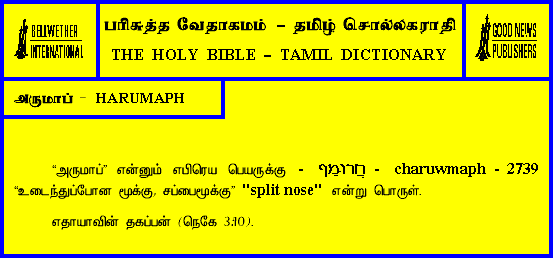 BELLWETHER
INTERNATIONAL
பரிசுத்த வேதாகமம் – தமிழ் சொல்லகராதி
THE HOLY BIBLE – TAMIL DICTIONARY
GOOD NEWS
PUBLISHERS
அருமாப் – HARUMAPH
“அருமாப்” என்னும் எபிரெய பெயருக்கு - חרומף - charuwmaph - 2739
“உடைந்துப்போன மூக்கு, சப்பைமூக்கு” "split nose" என்று பொருள்.
எதாயாவின் தகப்பன் (நெகே 3:10).